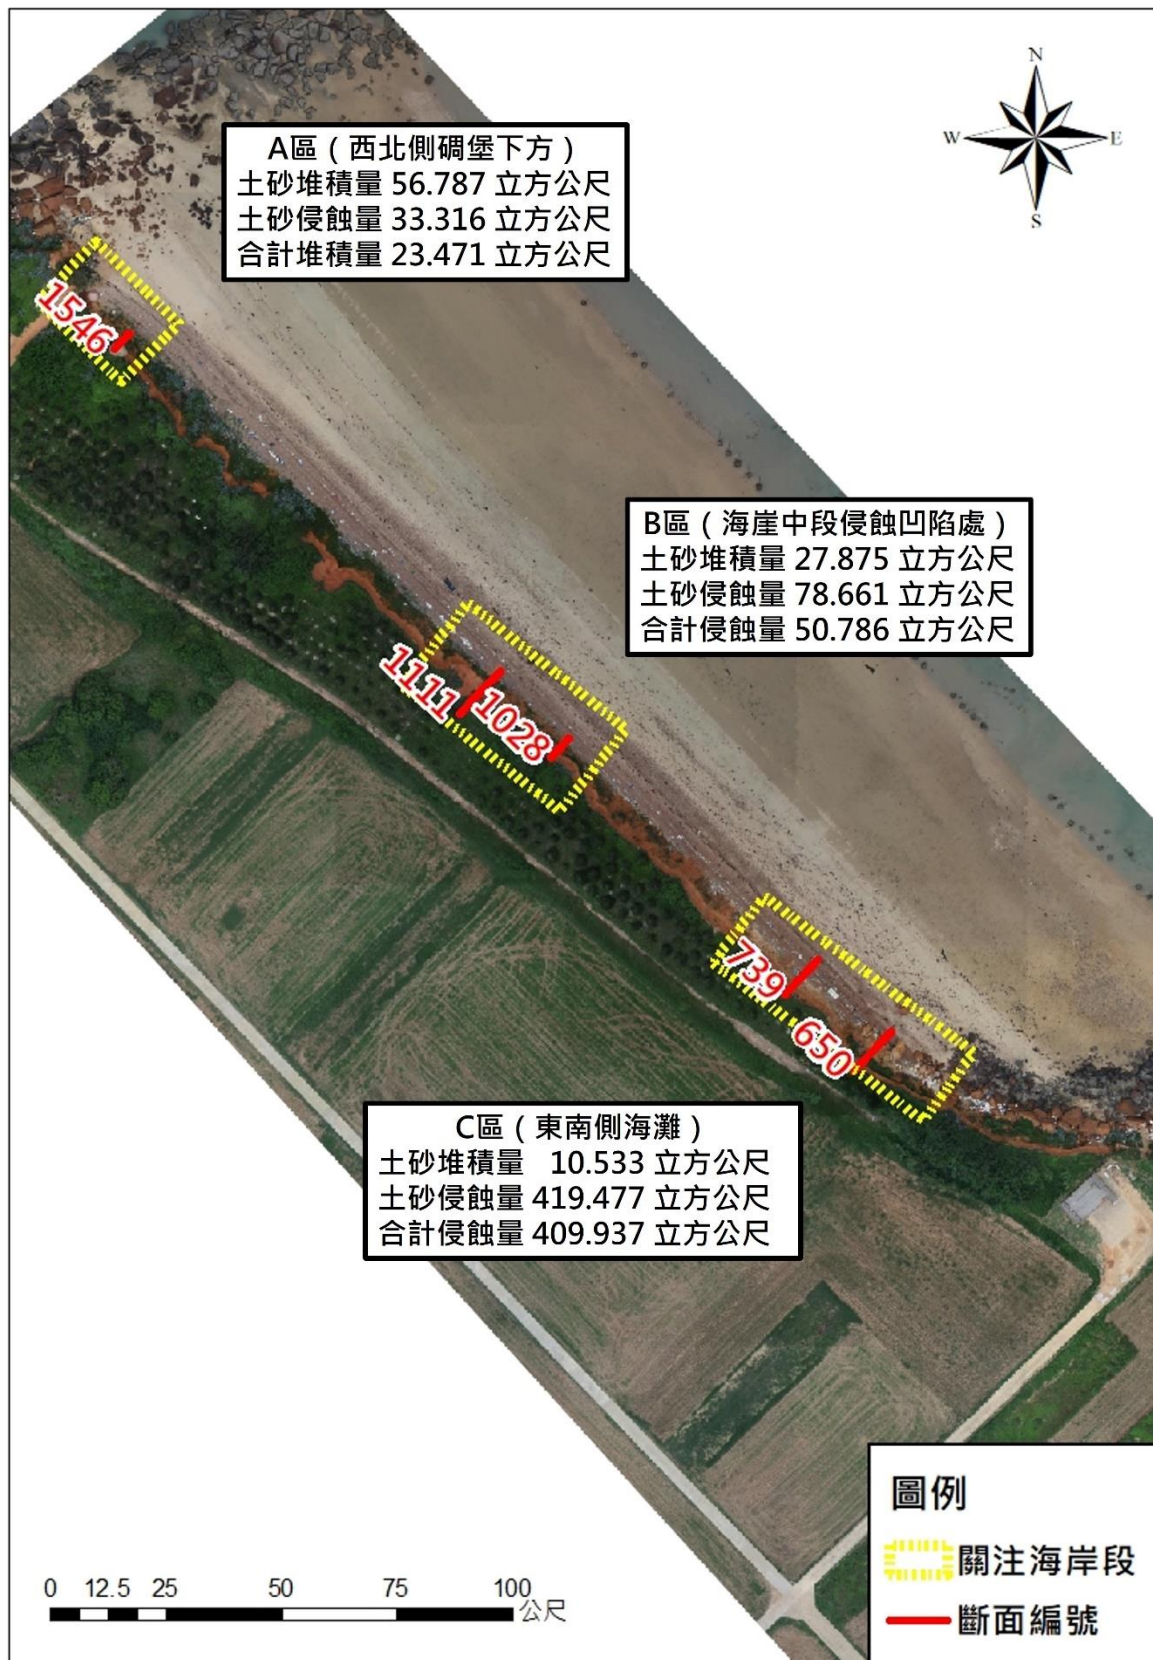 N
W
E
S
A區（西北側碉堡下方）
土砂堆積量 56.787 立方公尺
土砂侵蝕量 33.316 立方公尺
合計堆積量 23.471 立方公尺
1546
B區（海崖中段侵蝕凹陷處）
土砂堆積量 27.875 立方公尺
土砂侵蝕量 78.661 立方公尺
合計侵蝕量 50.786 立方公尺
1111
1028
739
650
C區（東南側海灘）
土砂堆積量 10.533 立方公尺
土砂侵蝕量 419.477 立方公尺
合計侵蝕量 409.937 立方公尺
圖例
關注海岸段
斷面編號
0 12.5 25 50 75 100
公尺